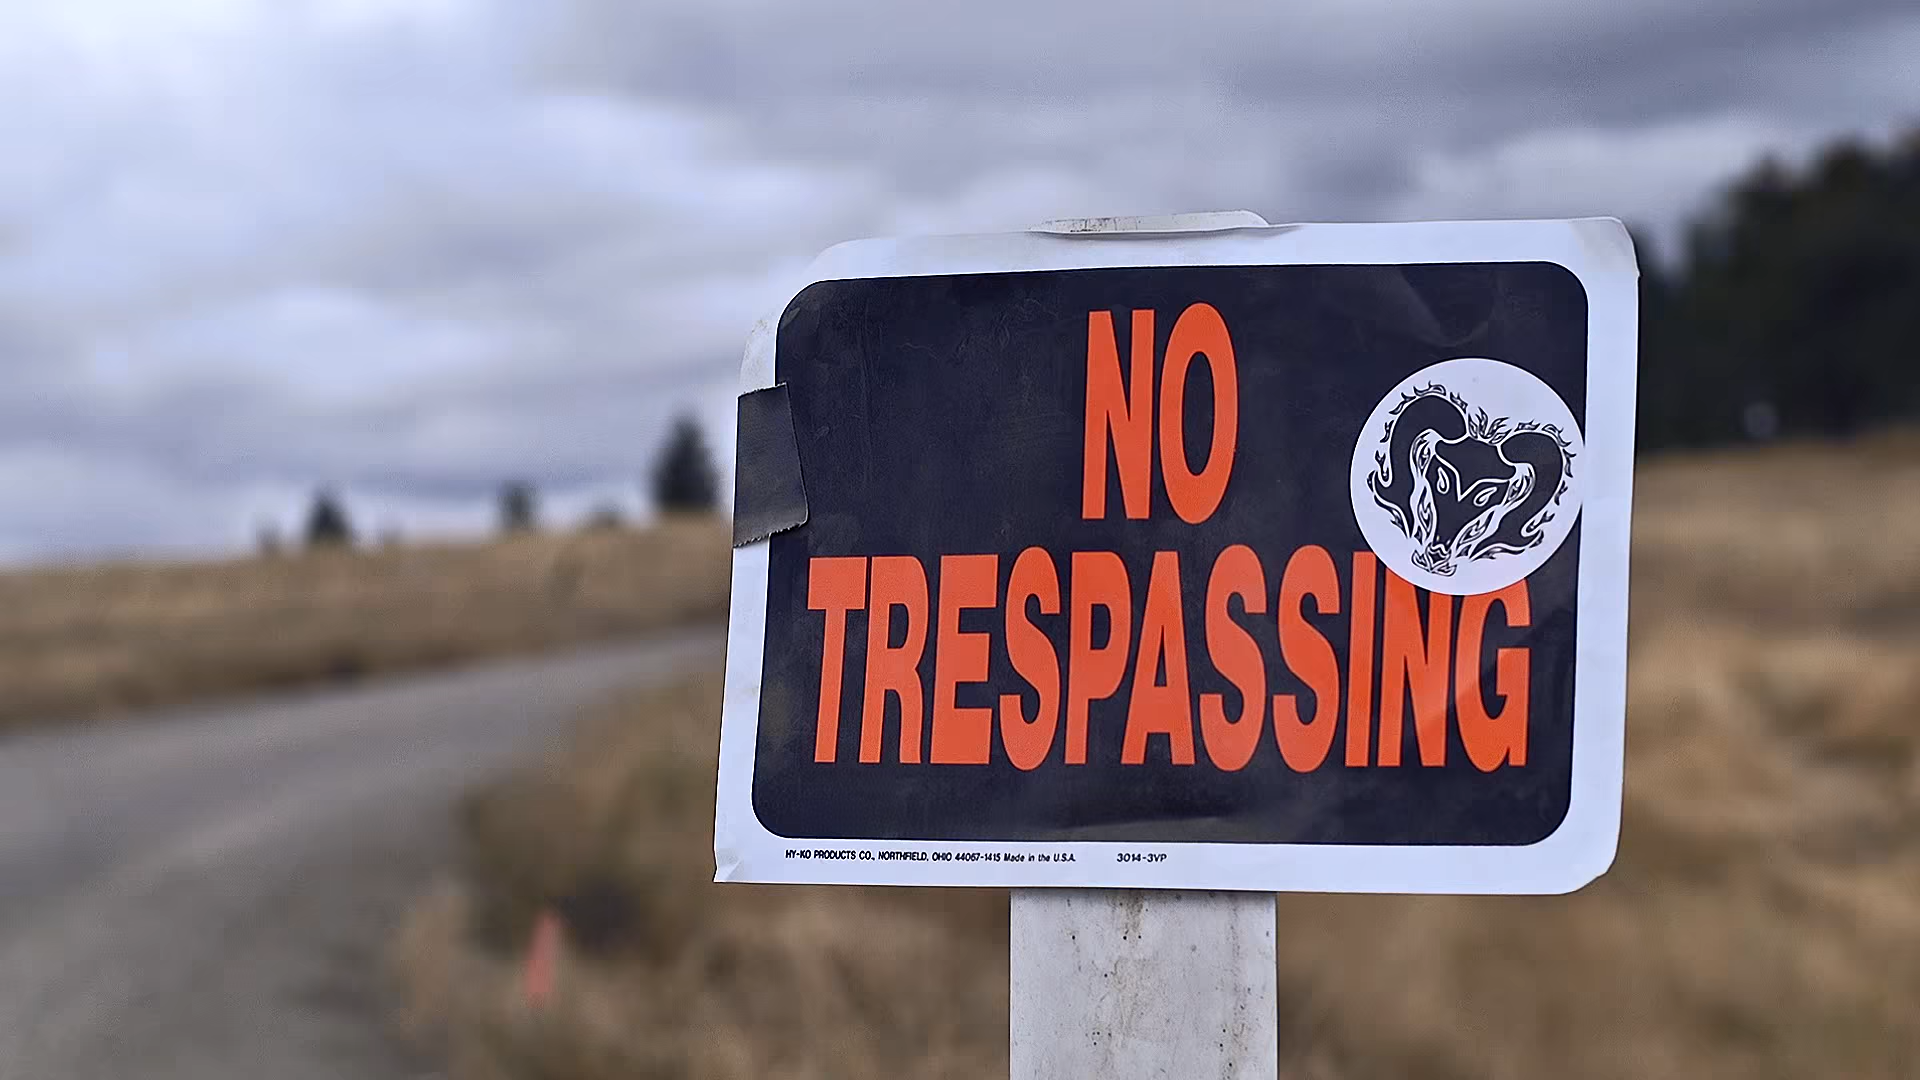 NO
TRESPASSING
HY-KO PRODUCTS CO., NORTHFIELD, OHIO 44067-1415 Made in the U.S.A. 3014-3VP